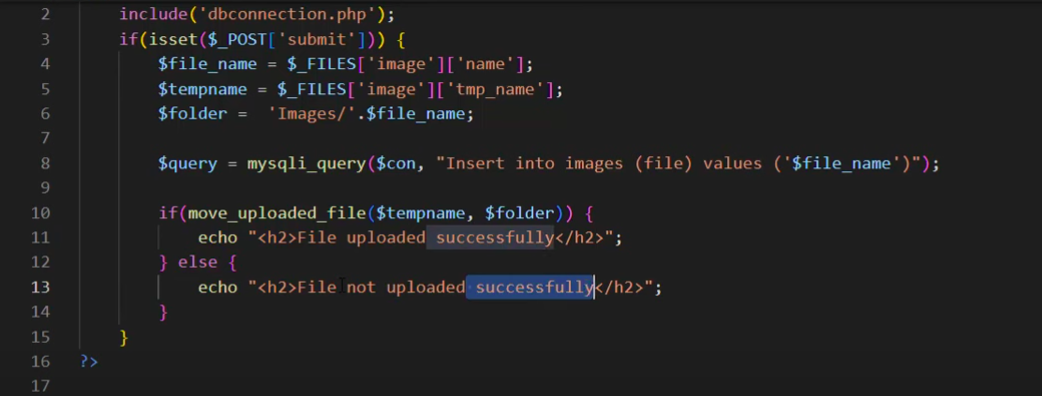 2 include('dbconnection.php');
3 if(isset($_POST['submit'])) {
4 $file_name = $_FILES['image']['name'];
5 $tempname = $_FILES['image']['tmp_name'];
6 $folder = 'Images/'.$file_name;
7
8 $query = mysqli_query($con, "Insert into images (file) values ('$file_name')");
9
10 if(move_uploaded_file($tempname, $folder)) {
11 echo "<h2>File uploaded successfully</h2>";
12 } else {
13 echo "<h2>File not uploaded successfully</h2>";
14 }
15 }
16 ?>
17